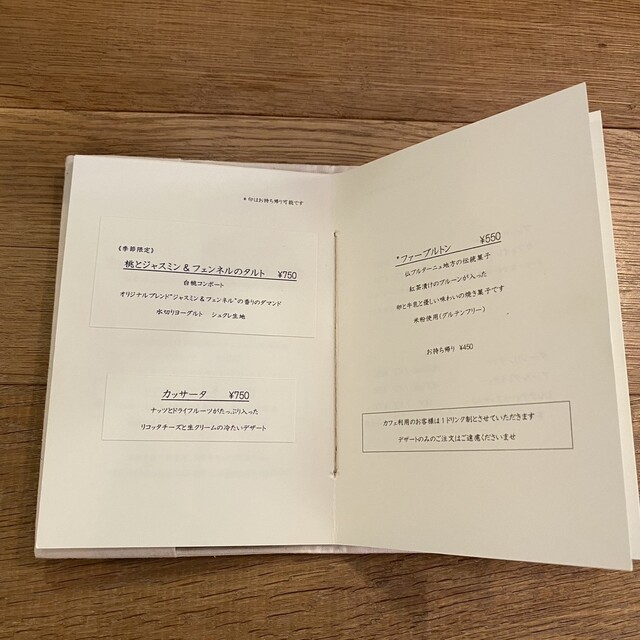 *印はお持ち帰り可能です
《季節限定》
桃とジャスミン&フェンネルのタルト ¥750
白桃コンポート
オリジナルブレンド"ジャスミン&フェンネル"の香りのダマンド
水切りヨーグルト シュクレ生地
カッサータ ¥750
ナッツとドライフルーツがたっぷり入った
リコッタチーズと生クリームの冷たいデザート
*ファーブルトン ¥550
仏ブルターニュ地方の伝統菓子
紅茶漬けのプルーンが入った
卵と牛乳と優しい味わいの焼き菓子です
米粉使用(グルテンフリー)
お持ち帰り ¥450
カフェ利用のお客様は1ドリンク制とさせていただきます
デザートのみのご注文はご遠慮くださいませ